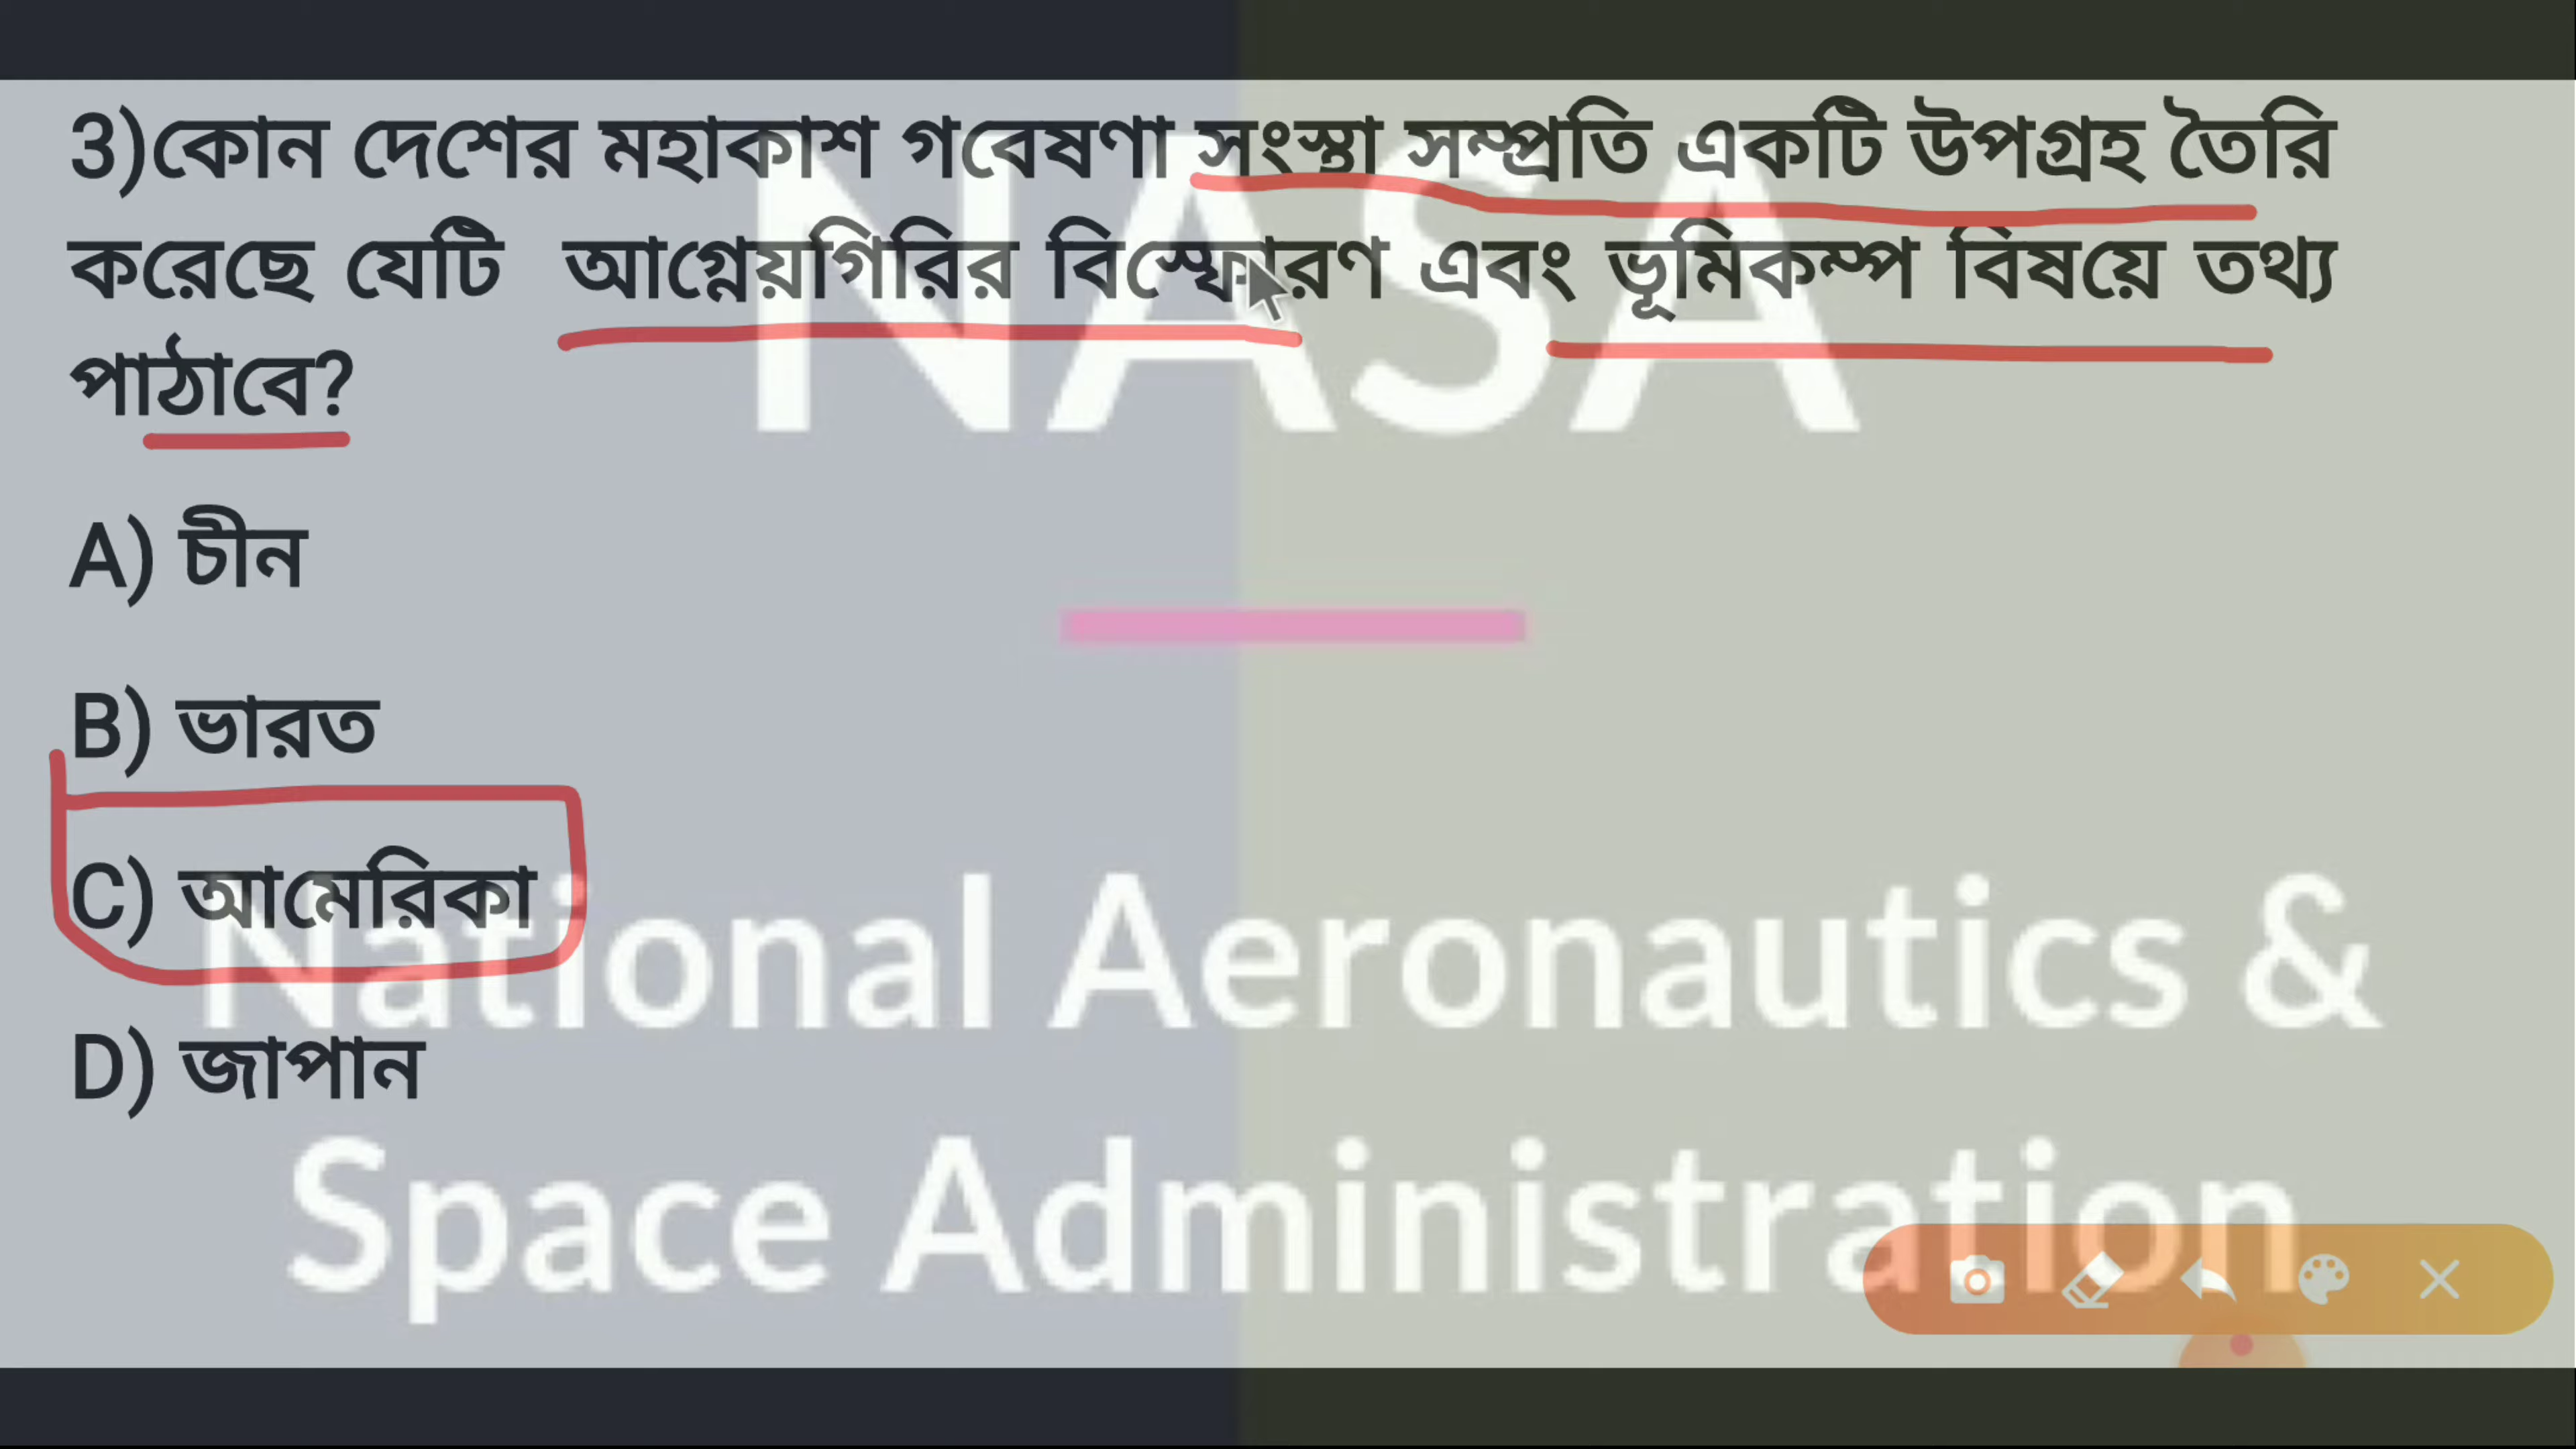 3)কোন দেশের মহাকাশ গবেষণা সংস্তা সম্প্রতি একটি উপগ্রহ তৈরি
করেছে যেটি আগ্নেয়গিরির বিস্ফোরণ এবং ভূমিকম্প বিষয়ে তথ্য
পাঠাবে?
NASA
A) চীন
B) ভারত
C) আমেরিকা
National Aeronautics &
D) জাপান
Space Administration